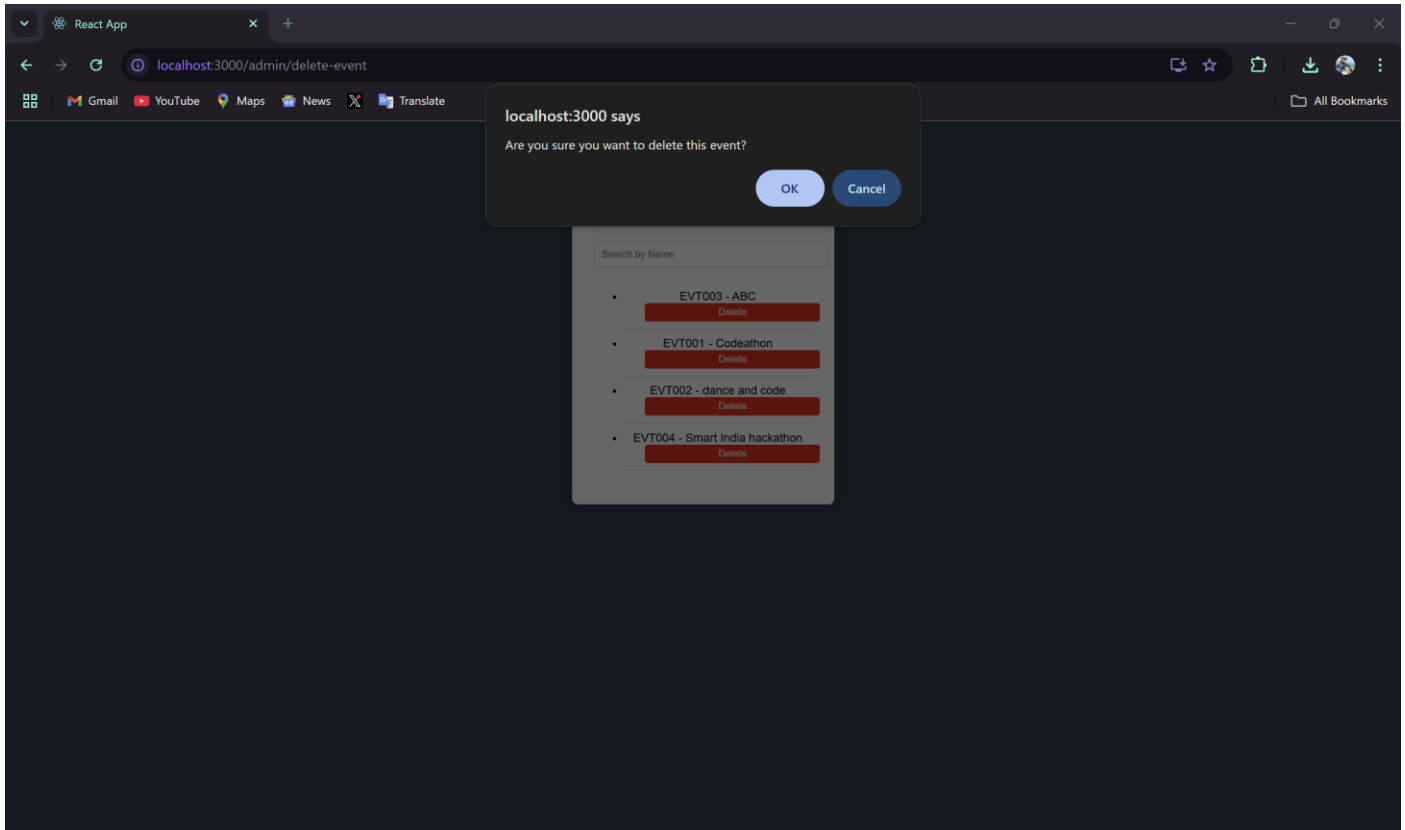 React App
localhost:3000/admin/delete-event
Gmail YouTube Maps News Translate All Bookmarks
localhost:3000 says
Are you sure you want to delete this event?
OK Cancel
Search by Name
EVT003 - ABC
Delete
EVT001 - Codeathon
Delete
EVT002 - dance and code
Delete
EVT004 - Smart India hackathon
Delete